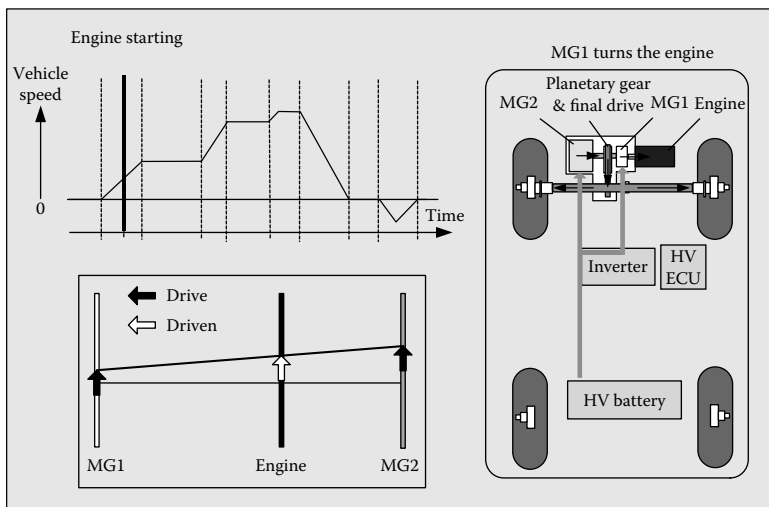 Engine starting
Vehicle
speed
0
Time
Drive
Driven
MG1
Engine
MG2
MG1 turns the engine
Planetary gear
MG2 & final drive MG1 Engine
Inverter
HV
ECU
HV battery